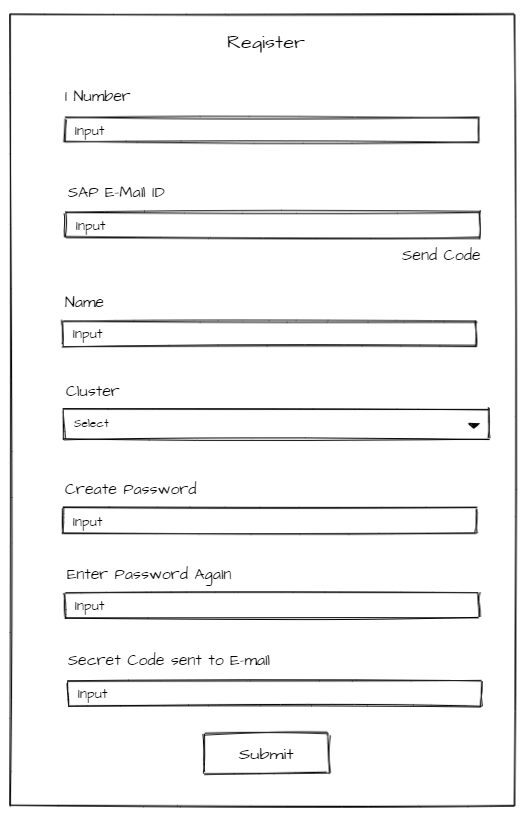 Register
I Number
Input
SAP E-Mail ID
Input
Send Code
Name
Input
Cluster
Select
Create Password
Input
Enter Password Again
Input
Secret Code sent to E-mail
Input
Submit